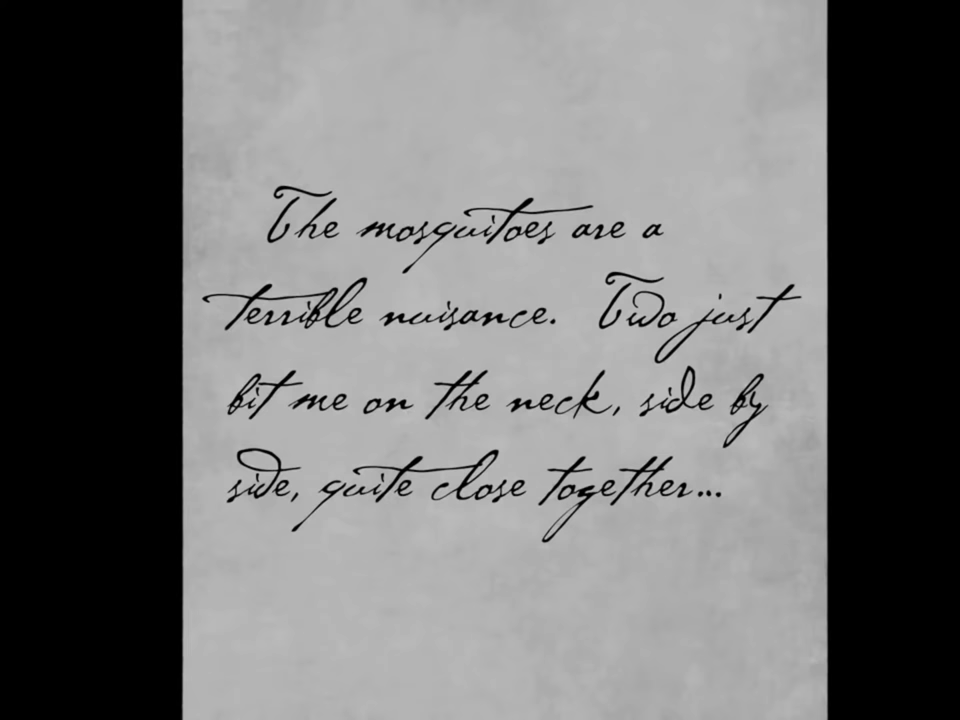 The mosquitoes are a
terrible nuisance. Two just
bit me on the neck, side by
side, quite close together...